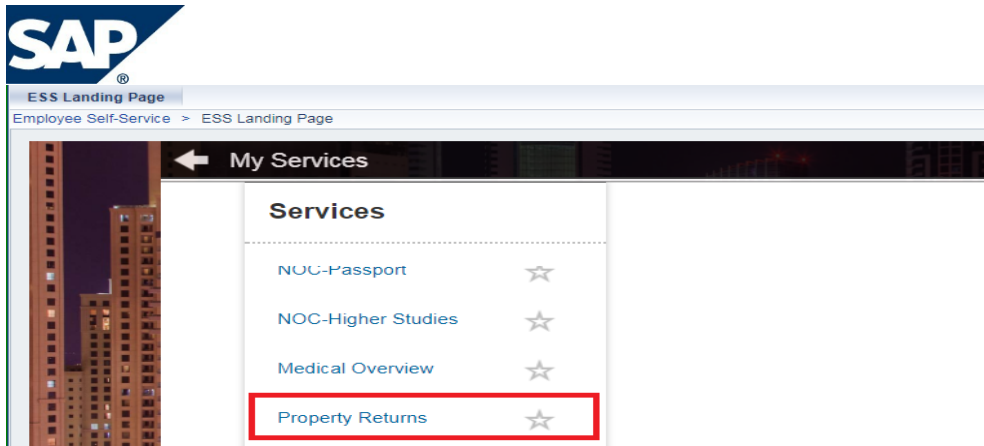 SAP
®
ESS Landing Page
Employee Self-Service > ESS Landing Page
My Services
Services
NOC-Passport
NOC-Higher Studies
Medical Overview
Property Returns